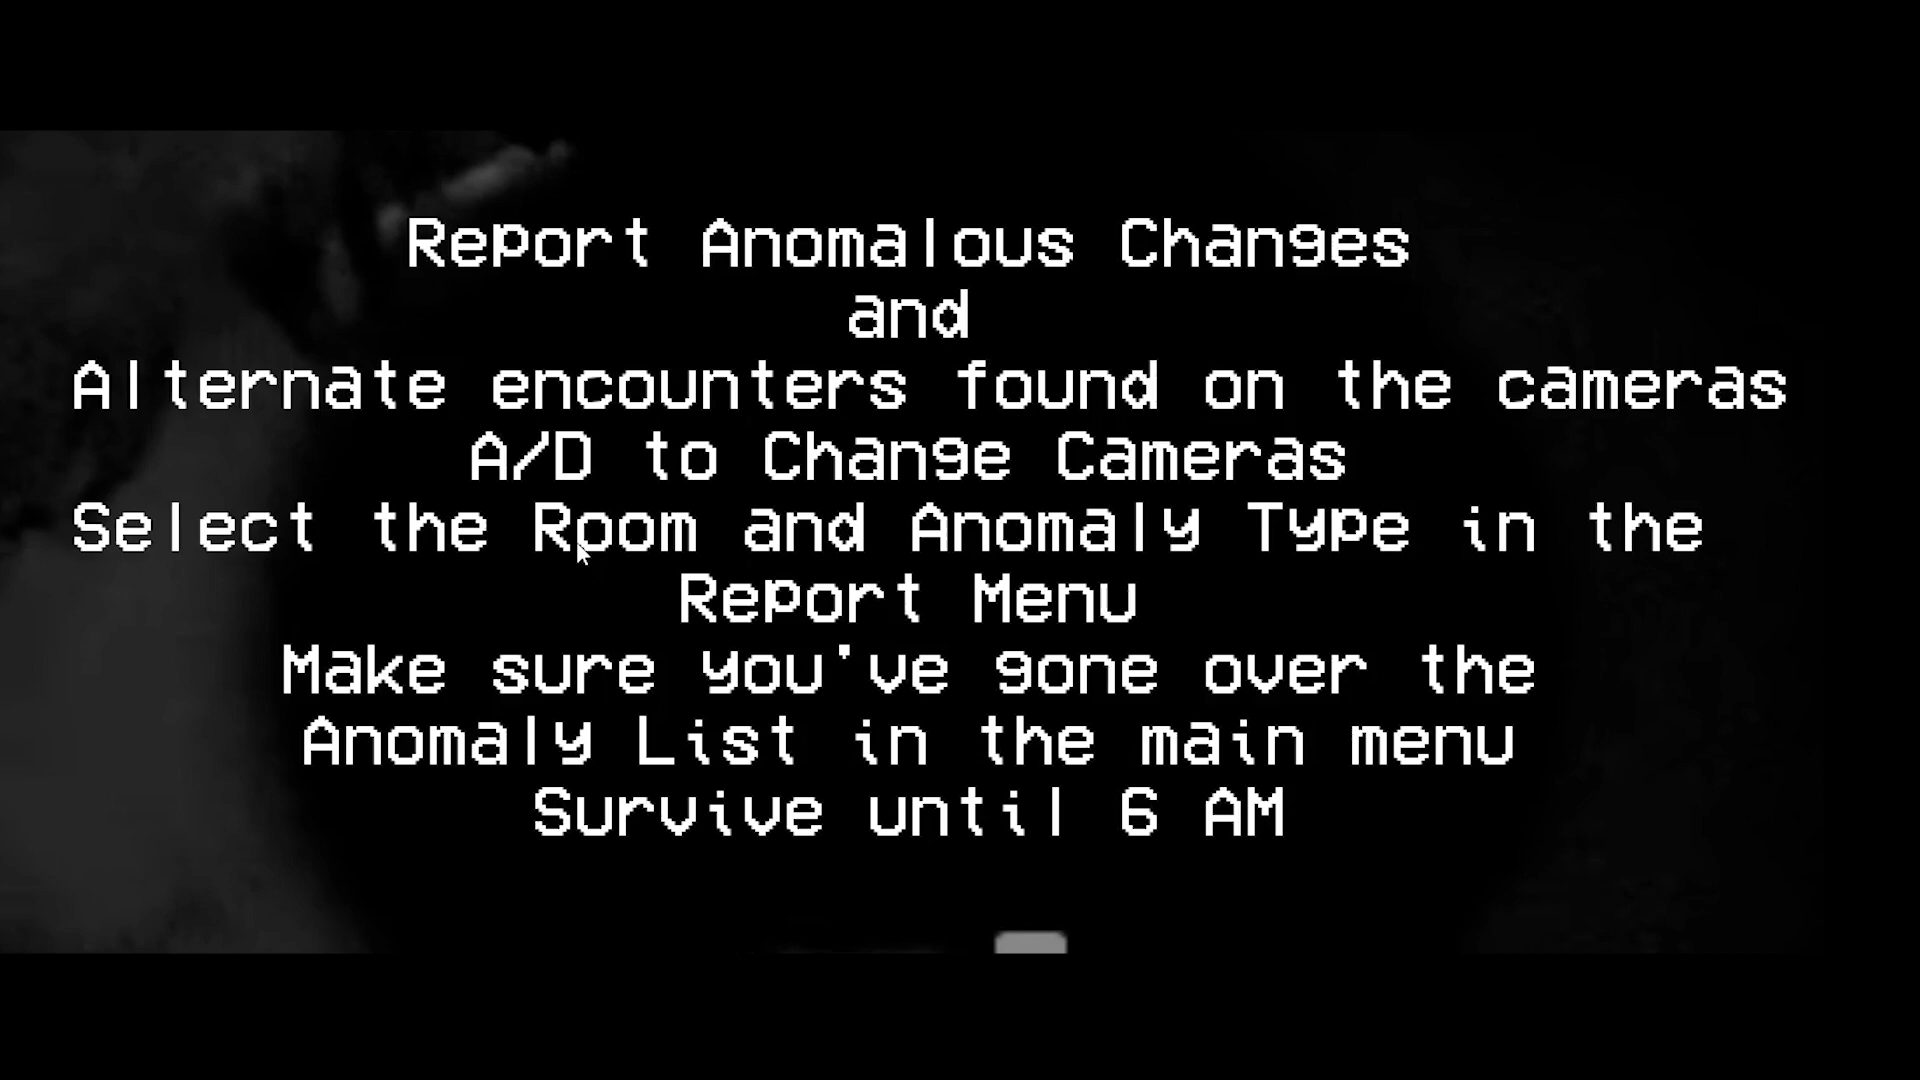 Report Anomalous Changes
and
Alternate encounters found on the cameras
A/D to Change Cameras
Select the Room and Anomaly Type in the
Report Menu
Make sure you've gone over the
Anomaly List in the main menu
Survive until 6 AM